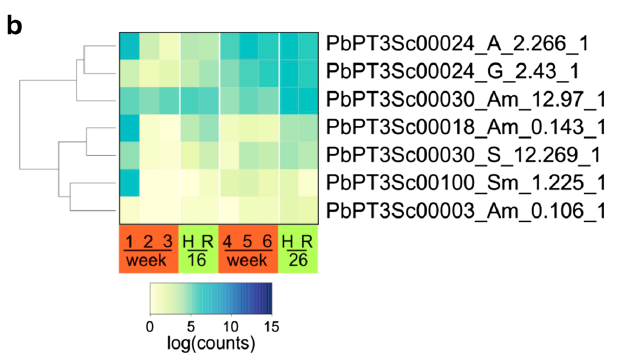 b
PbPT3Sc00024_A_2.266_1
PbPT3Sc00024_G_2.43_1
PbPT3Sc00030_Am_12.97_1
PbPT3Sc00018_Am_0.143_1
PbPT3Sc00030_S_12.269_1
PbPT3Sc00100_Sm_1.225_1
PbPT3Sc00003_Am_0.106_1
1 2 3 H R 4 5 6 H R
week 16 week 26
0 5 10 15
log(counts)